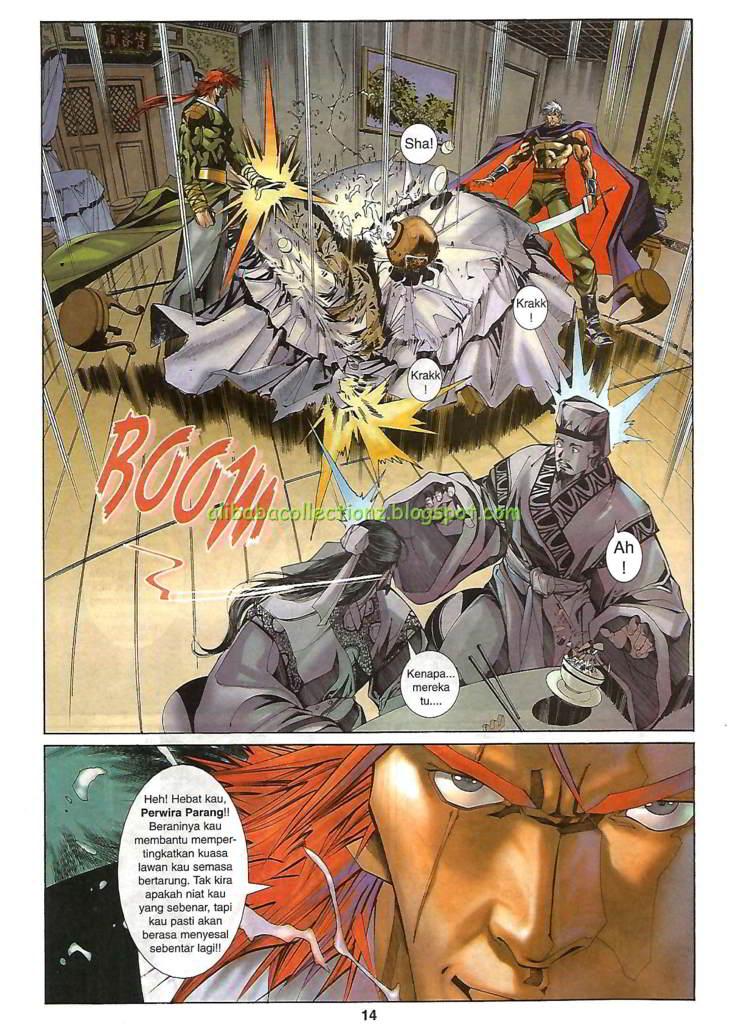 Sha!
Krakk
!
Krakk
!
BOOM
alibabacollectionz.blogspot.com
Ah
!
Kenapa...
mereka
tu....
Heh! Hebat kau,
Perwira Parang!!
Beraninya kau
membantu memper-
tingkatkan kuasa
lawan kau semasa
bertarung. Tak kira
apakah niat kau
yang sebenar, tapi
kau pasti akan
berasa menyesal
sebentar lagi!!
14